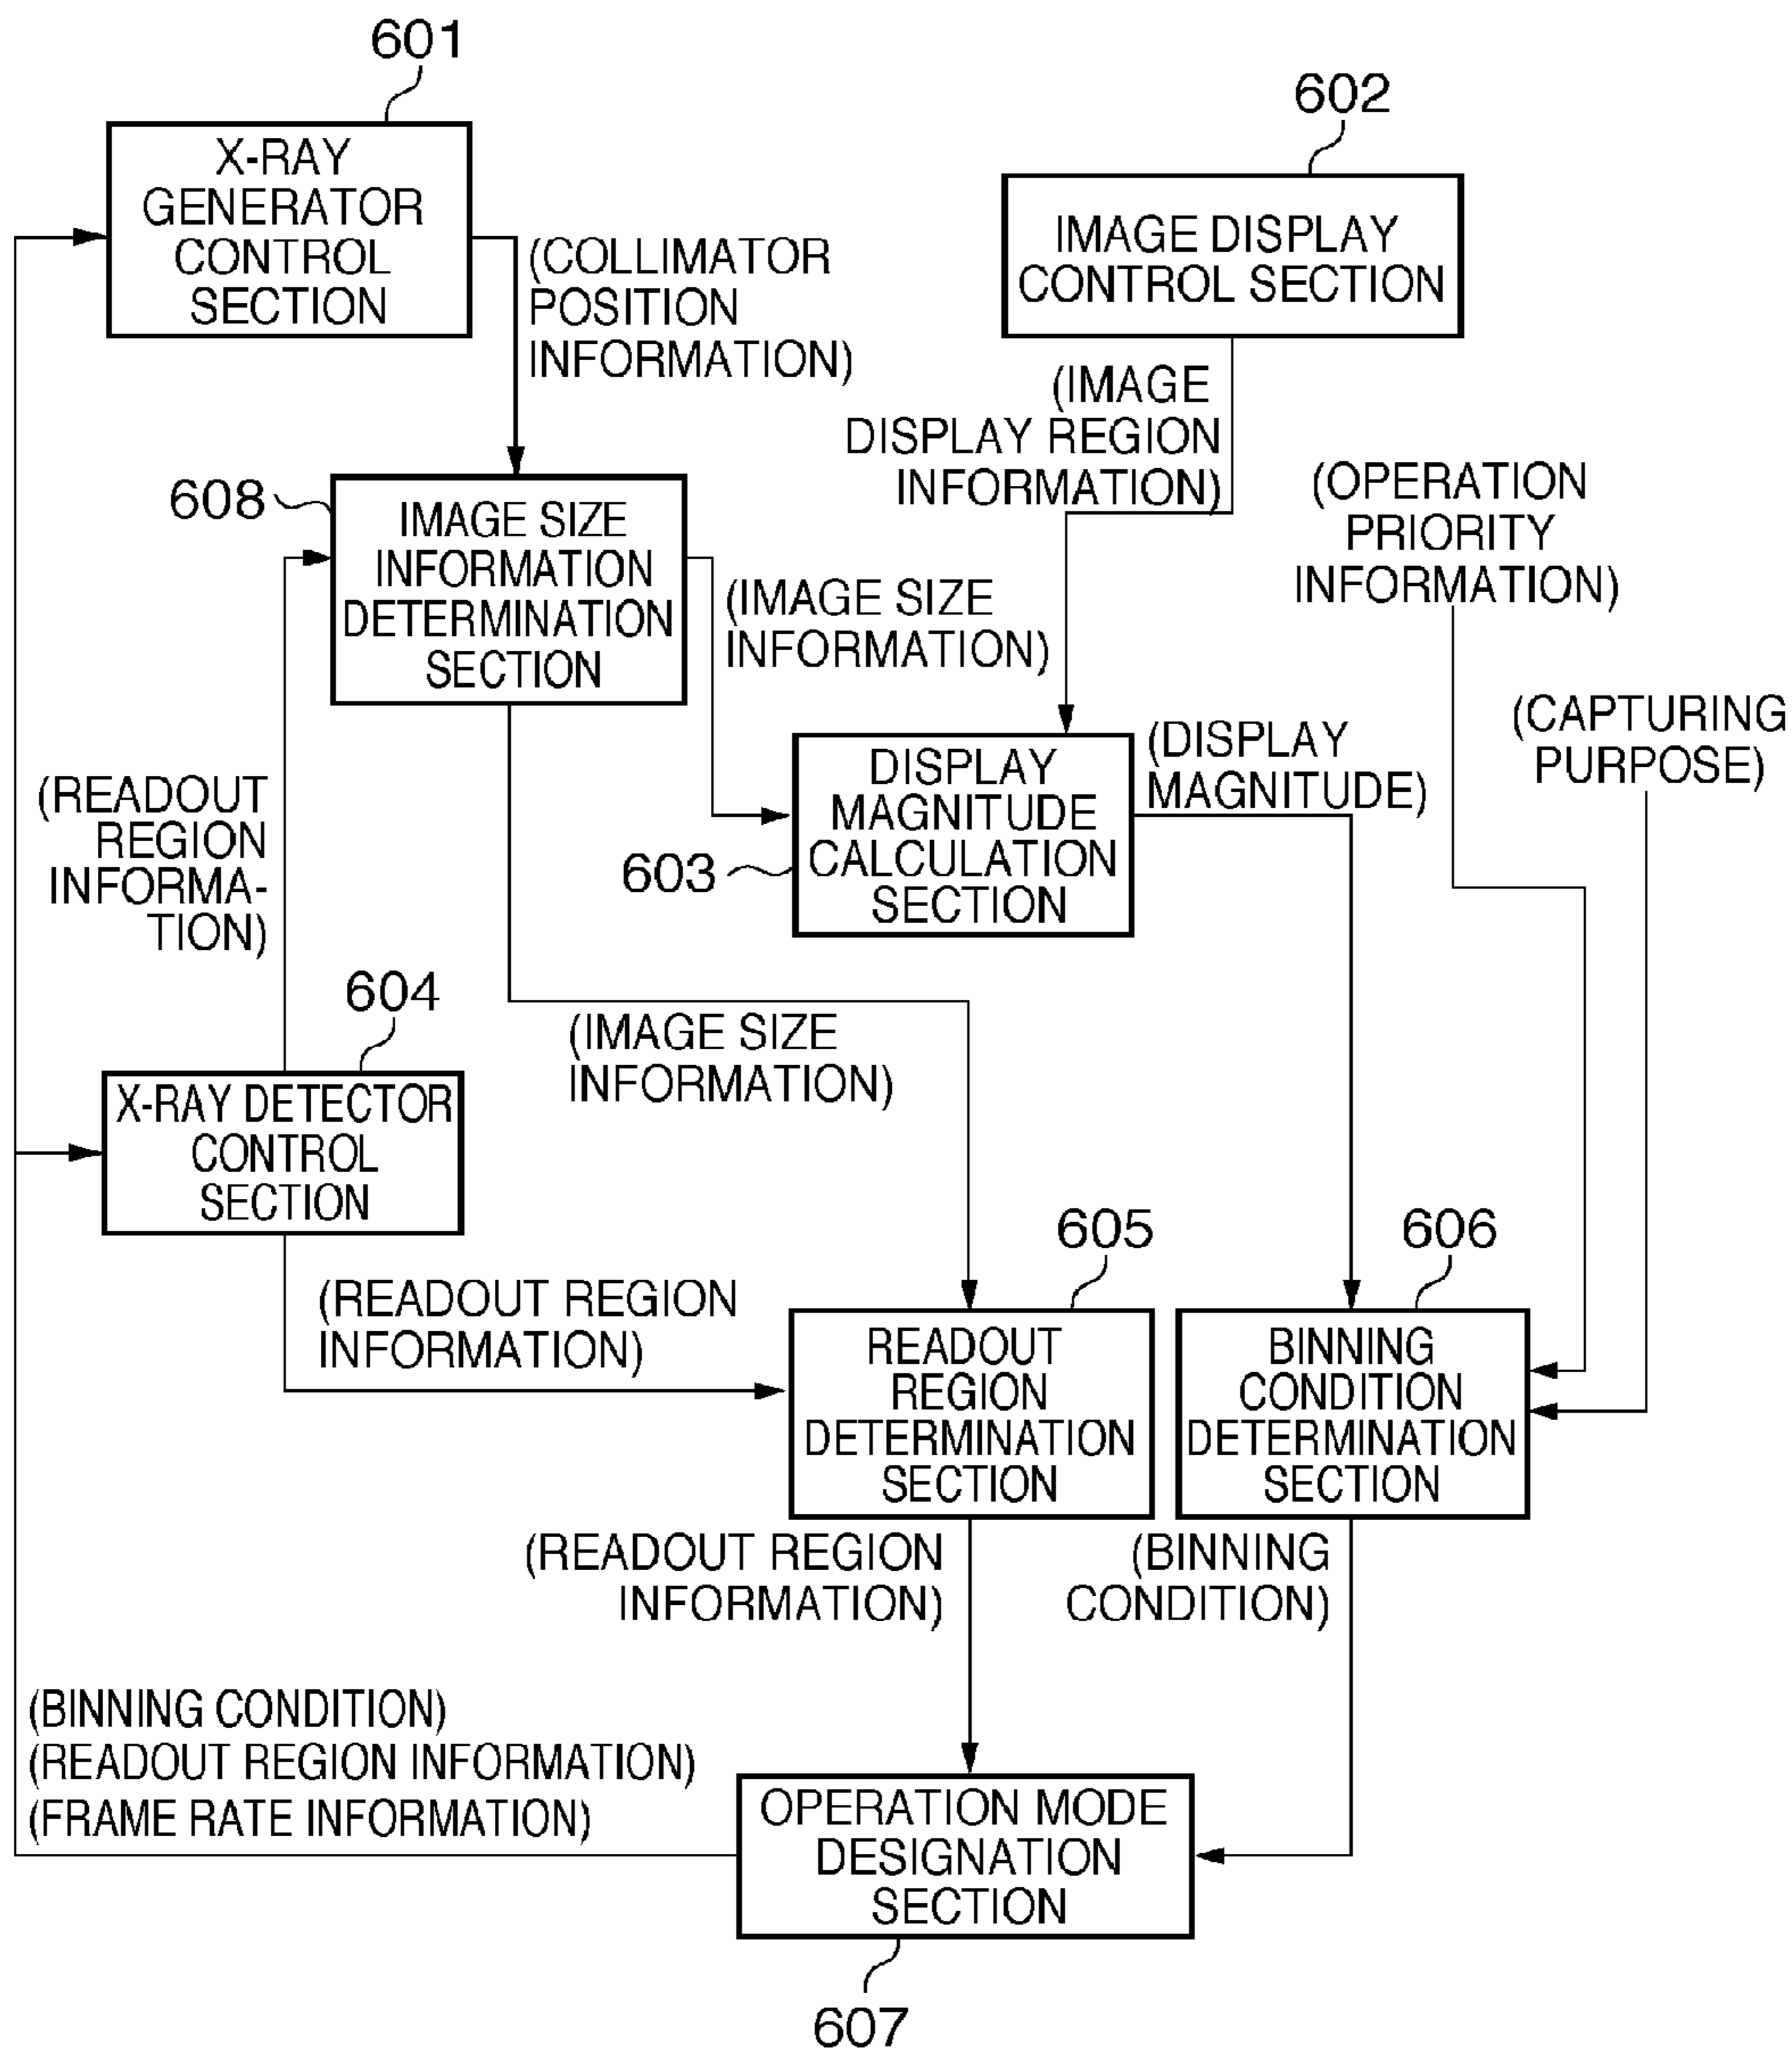 601
X-RAY
GENERATOR
CONTROL
SECTION
602
IMAGE DISPLAY
CONTROL SECTION
(COLLIMATOR
POSITION
INFORMATION)
(IMAGE
DISPLAY REGION
INFORMATION)
(OPERATION
PRIORITY
INFORMATION)
(CAPTURING
PURPOSE)
608
IMAGE SIZE
INFORMATION
DETERMINATION
SECTION
(IMAGE SIZE
INFORMATION)
DISPLAY
MAGNITUDE
CALCULATION
SECTION
603
(DISPLAY
MAGNITUDE)
(READOUT
REGION
INFORMA-
TION)
604
X-RAY DETECTOR
CONTROL
SECTION
(IMAGE SIZE
INFORMATION)
(READOUT REGION
INFORMATION)
605
READOUT
REGION
DETERMINATION
SECTION
606
BINNING
CONDITION
DETERMINATION
SECTION
(READOUT REGION
INFORMATION)
(BINNING
CONDITION)
(BINNING CONDITION)
(READOUT REGION INFORMATION)
(FRAME RATE INFORMATION)
OPERATION MODE
DESIGNATION
SECTION
607